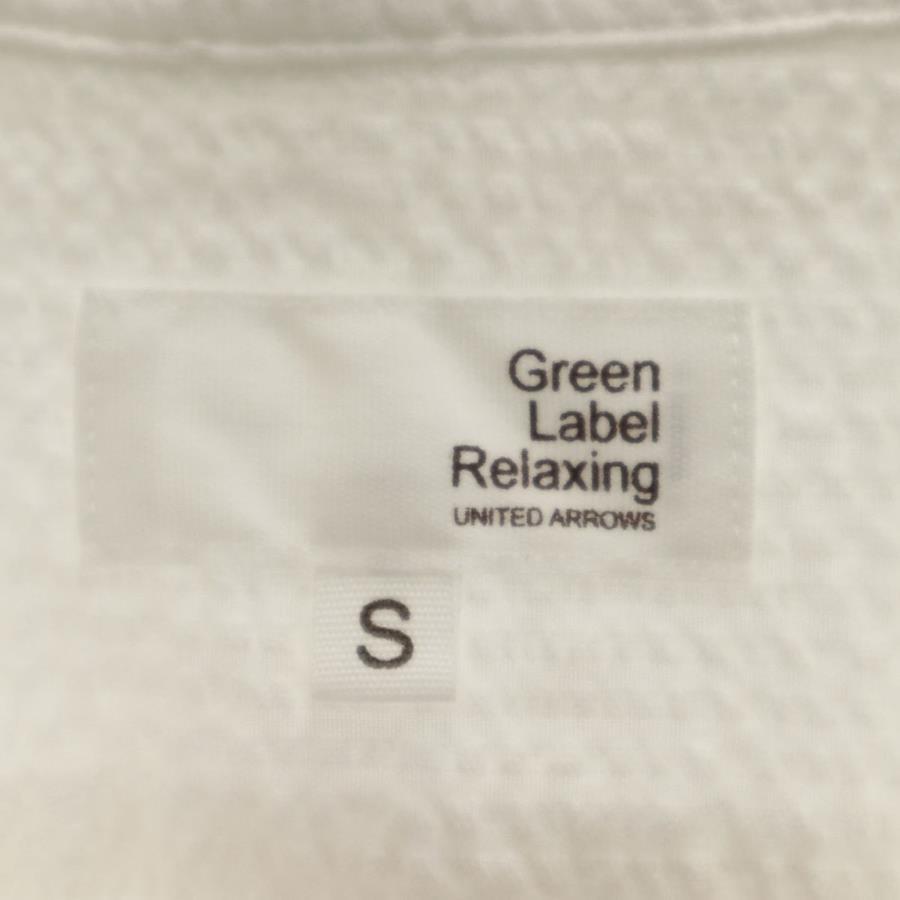 Green
Label
Relaxing
UNITED ARROWS
S